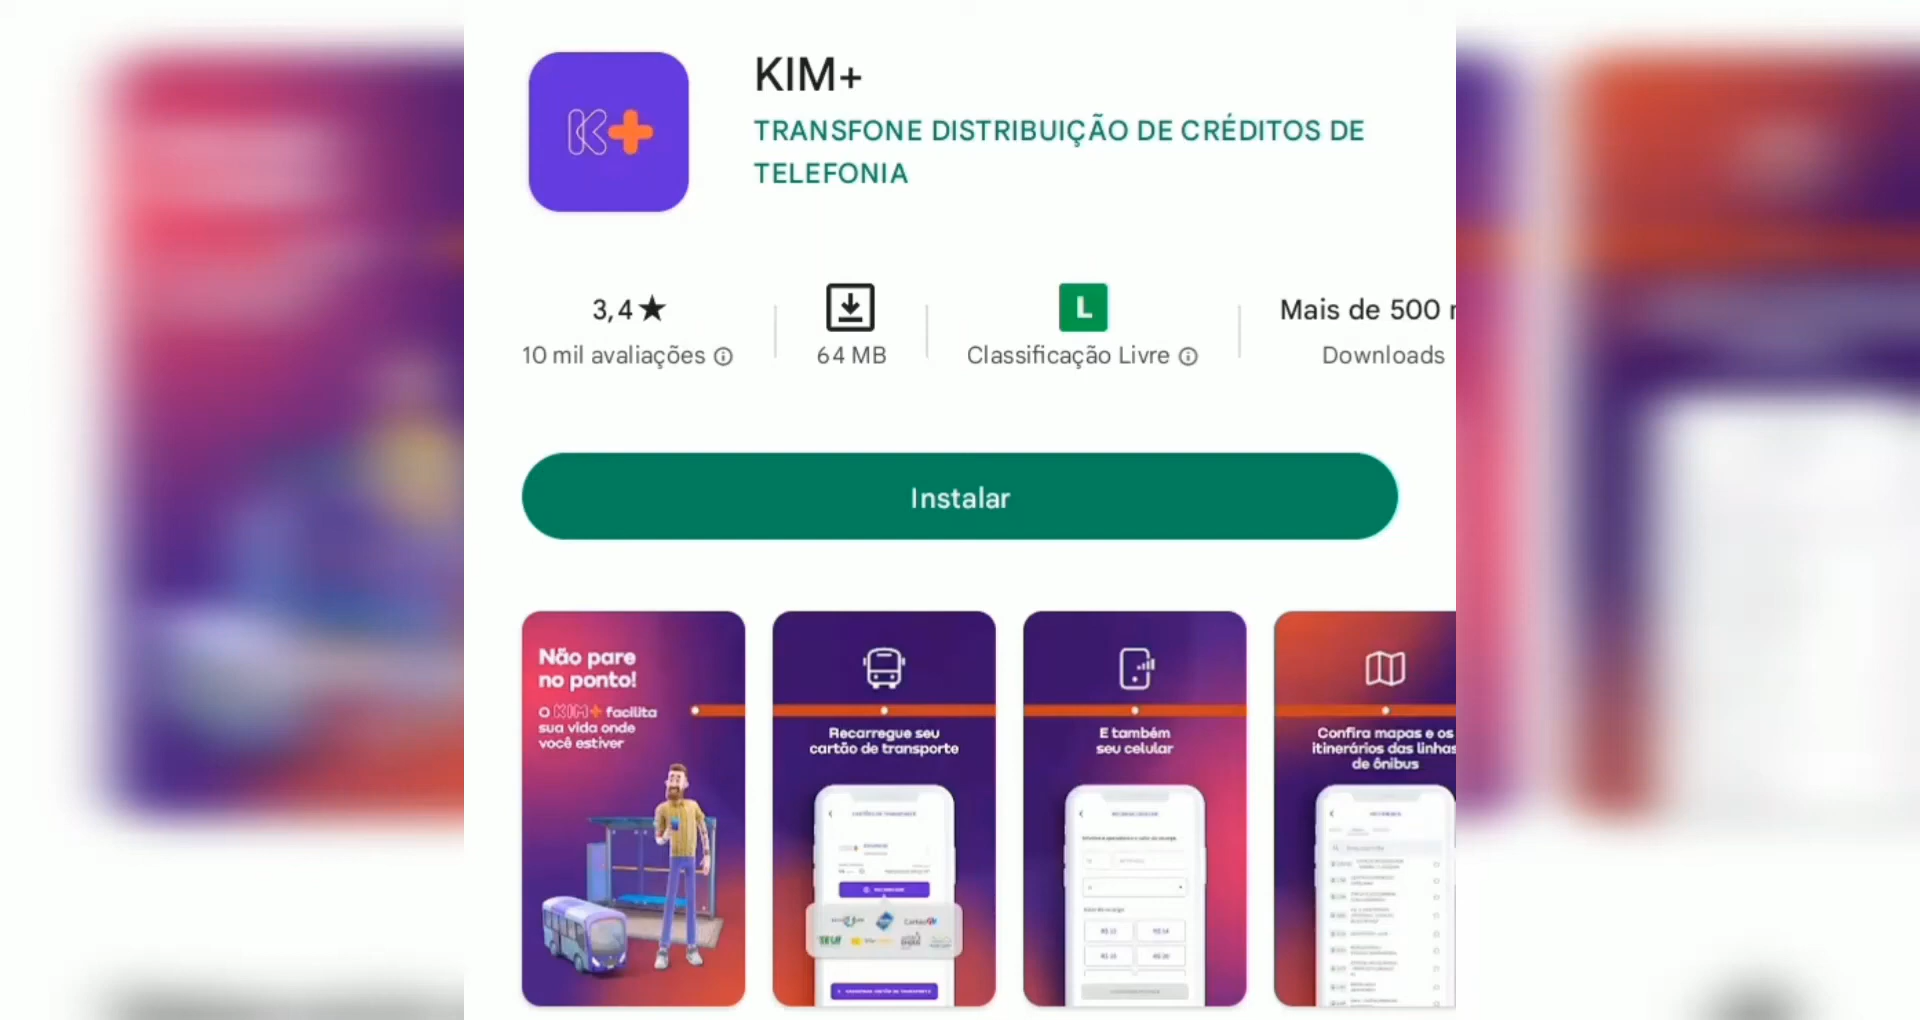 K+
KIM+
TRANSFONE DISTRIBUIÇÃO DE CRÉDITOS DE
TELEFONIA
3,4★
10 mil avaliações
64 MB
L
Classificação Livre
Mais de 500
Downloads
Instalar
Não pare
no ponto!
O KIM+ facilita
sua vida onde
você estiver
Recarregue seu
cartão de transporte
E também
seu celular
Confira mapas e os
itinerários das linhas
de ônibus